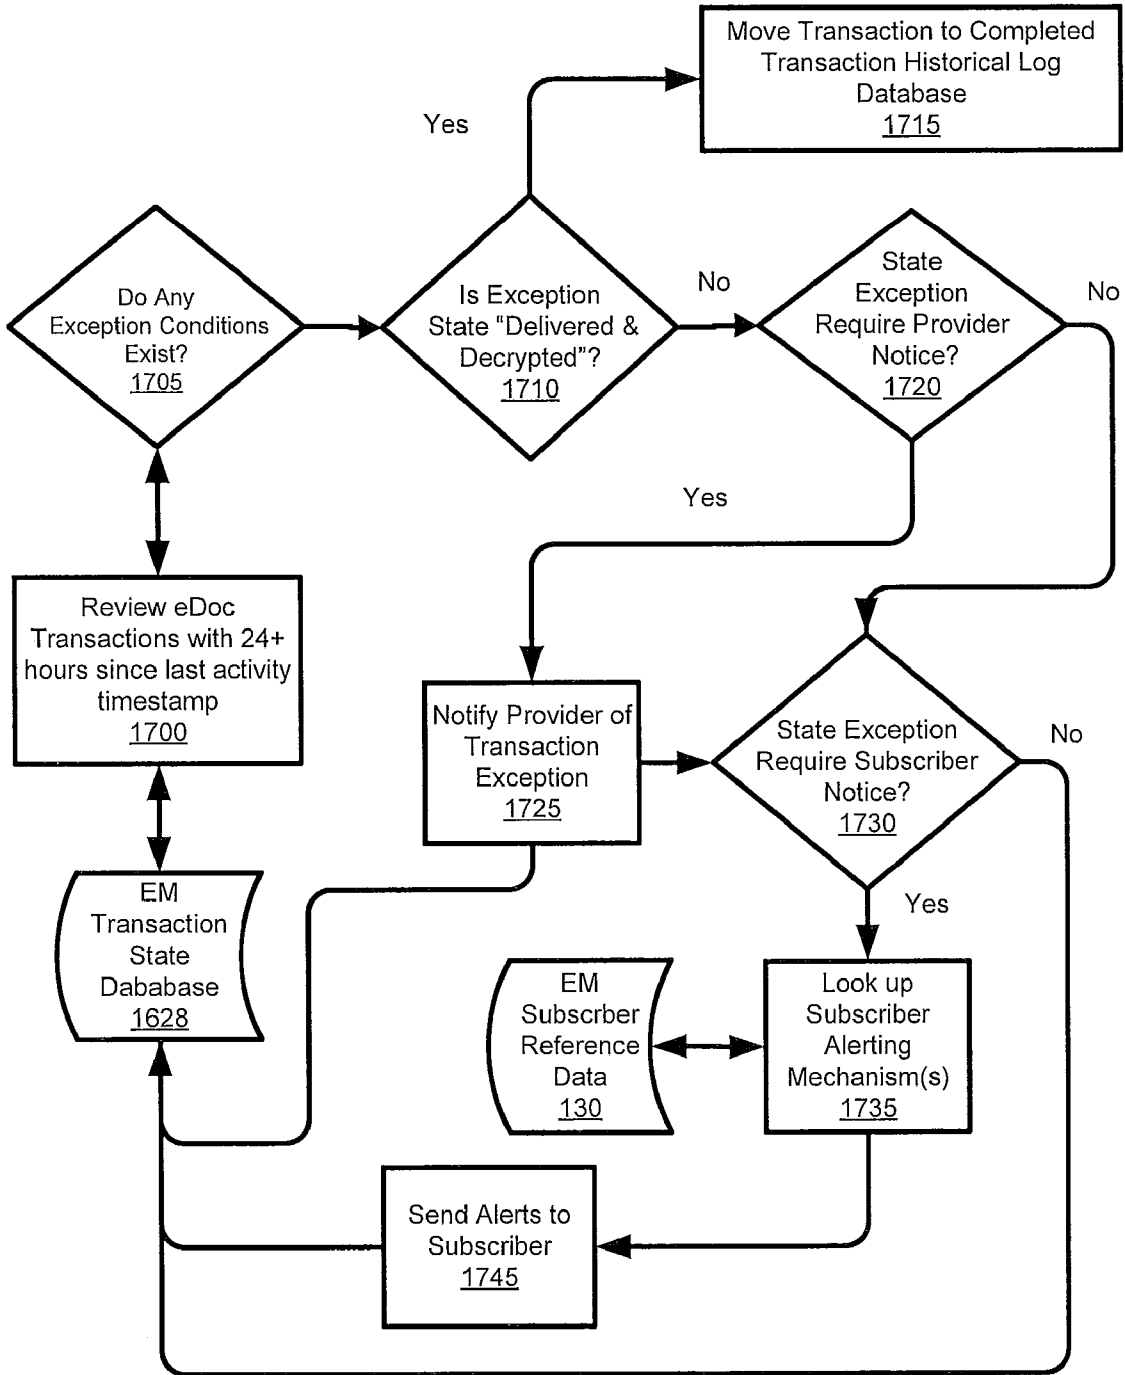 Move Transaction to Completed
Transaction Historical Log
Database
1715
Yes
Do Any
Exception Conditions
Exist?
1705
Is Exception
State "Delivered &
Decrypted"?
1710
No
State
Exception
Require Provider
Notice?
1720
No
Yes
Review eDoc
Transactions with 24+
hours since last activity
timestamp
1700
Notify Provider of
Transaction
Exception
1725
State Exception
Require Subscriber
Notice?
1730
No
EM
Transaction
State
Dababase
1628
Yes
EM
Subscrber
Reference
Data
130
Look up
Subscriber
Alerting
Mechanism(s)
1735
Send Alerts to
Subscriber
1745